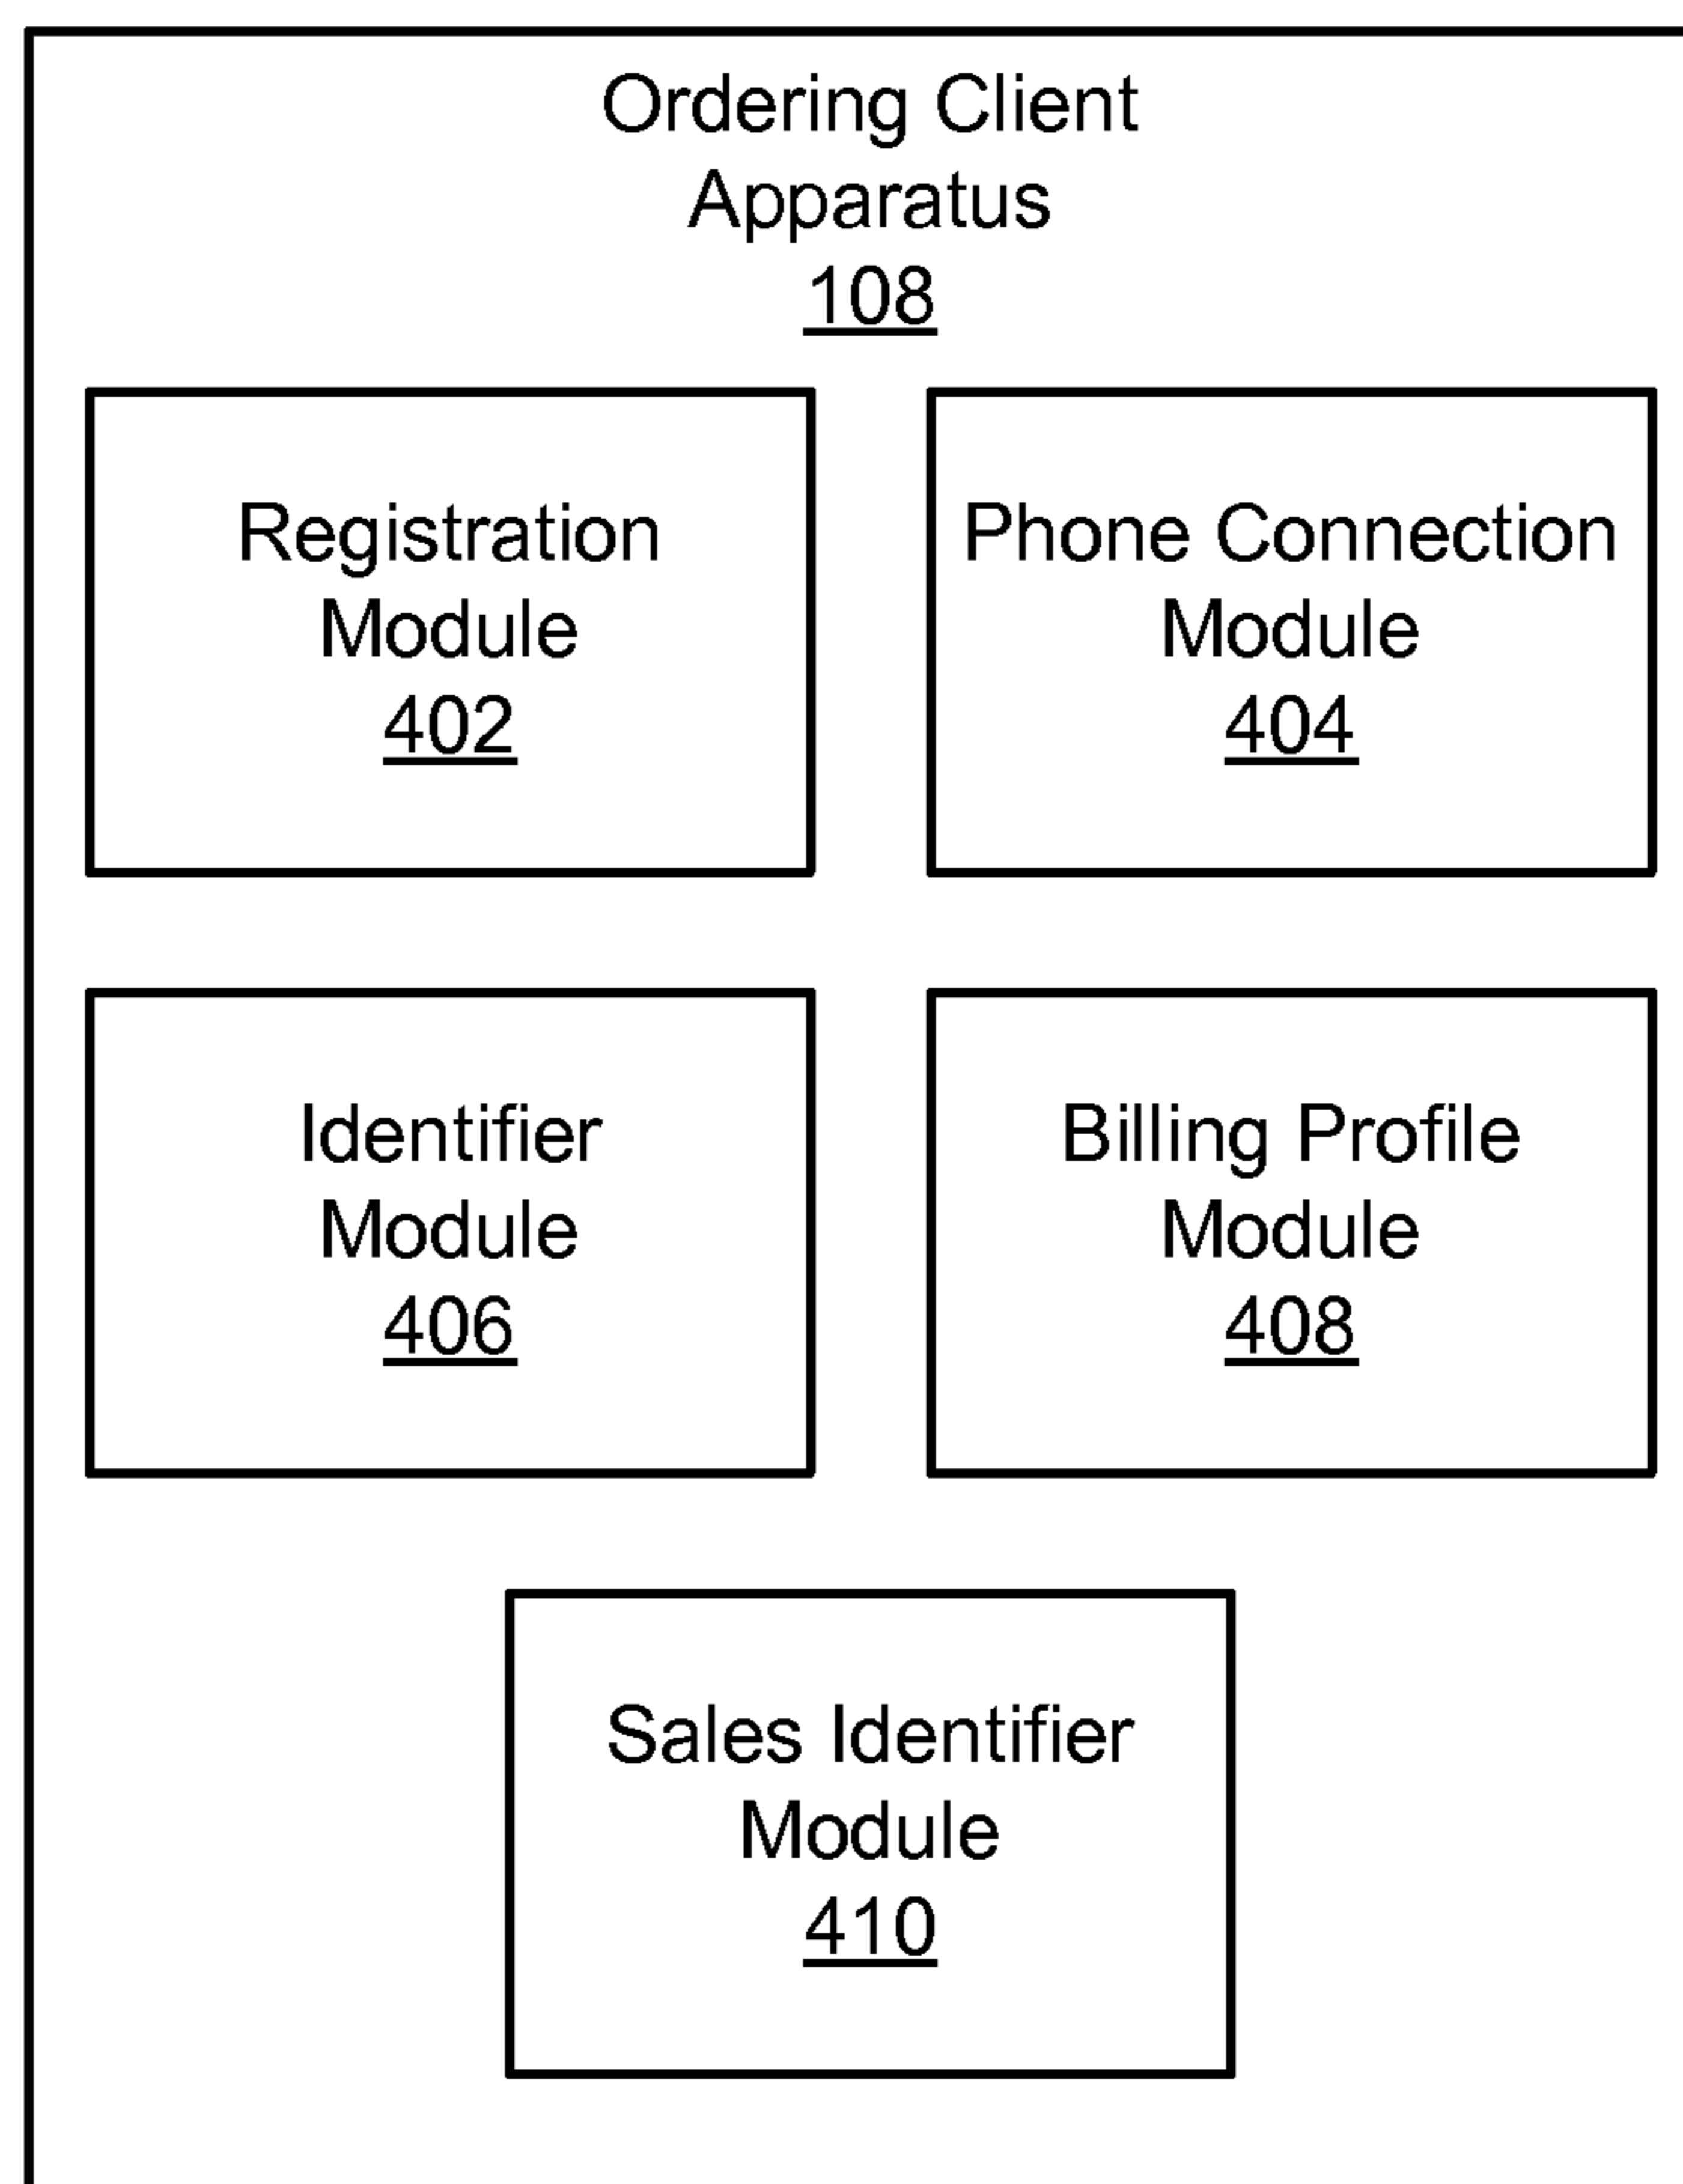 Ordering Client
Apparatus
108
Registration
Module
402
Phone Connection
Module
404
Identifier
Module
406
Billing Profile
Module
408
Sales Identifier
Module
410